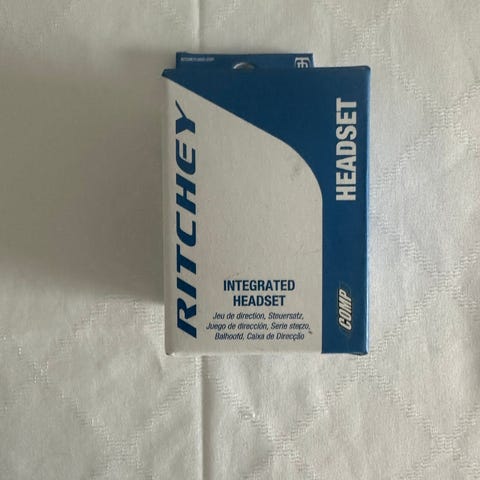 RITCHEY
HEADSET
INTEGRATED
HEADSET
Jeu de direction, Steuersatz,
Juego de dirección, Serie sterzo,
Balhoofd, Caixa de Direcção
COMP